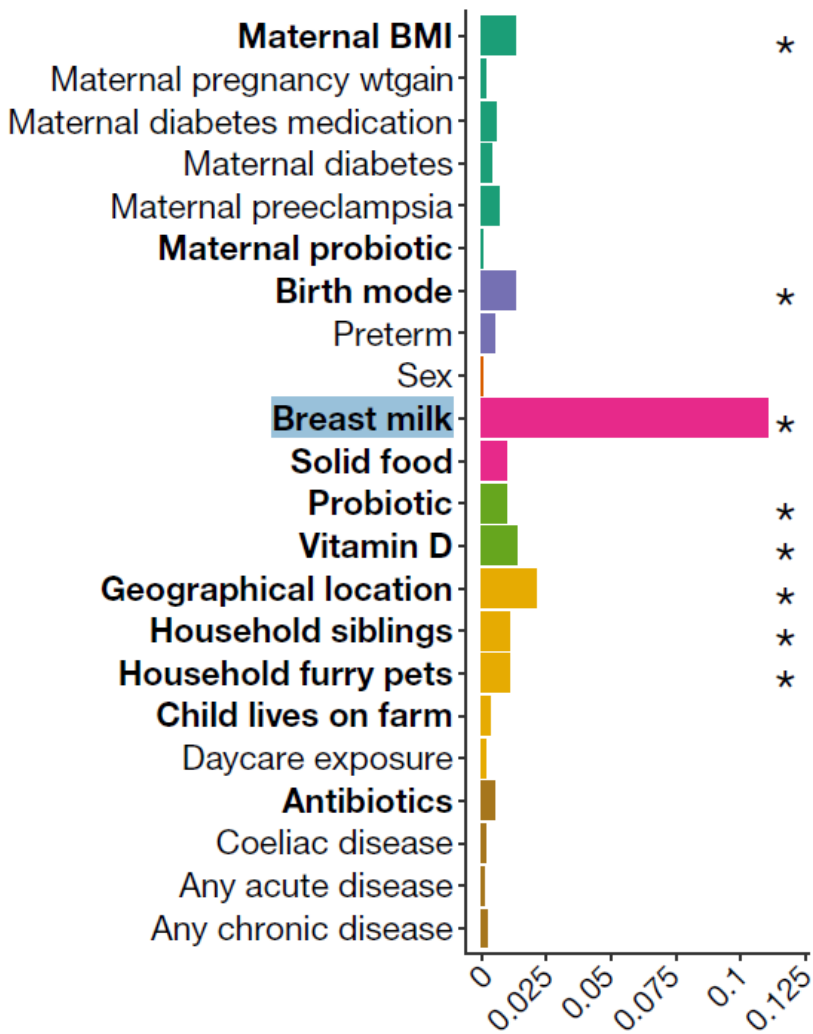 Maternal BMI *
Maternal pregnancy wtgain
Maternal diabetes medication
Maternal diabetes
Maternal preeclampsia
Maternal probiotic
Birth mode *
Preterm
Sex
Breast milk *
Solid food
Probiotic *
Vitamin D *
Geographical location *
Household siblings *
Household furry pets *
Child lives on farm
Daycare exposure
Antibiotics
Coeliac disease
Any acute disease
Any chronic disease
0 0.025 0.05 0.075 0.1 0.125